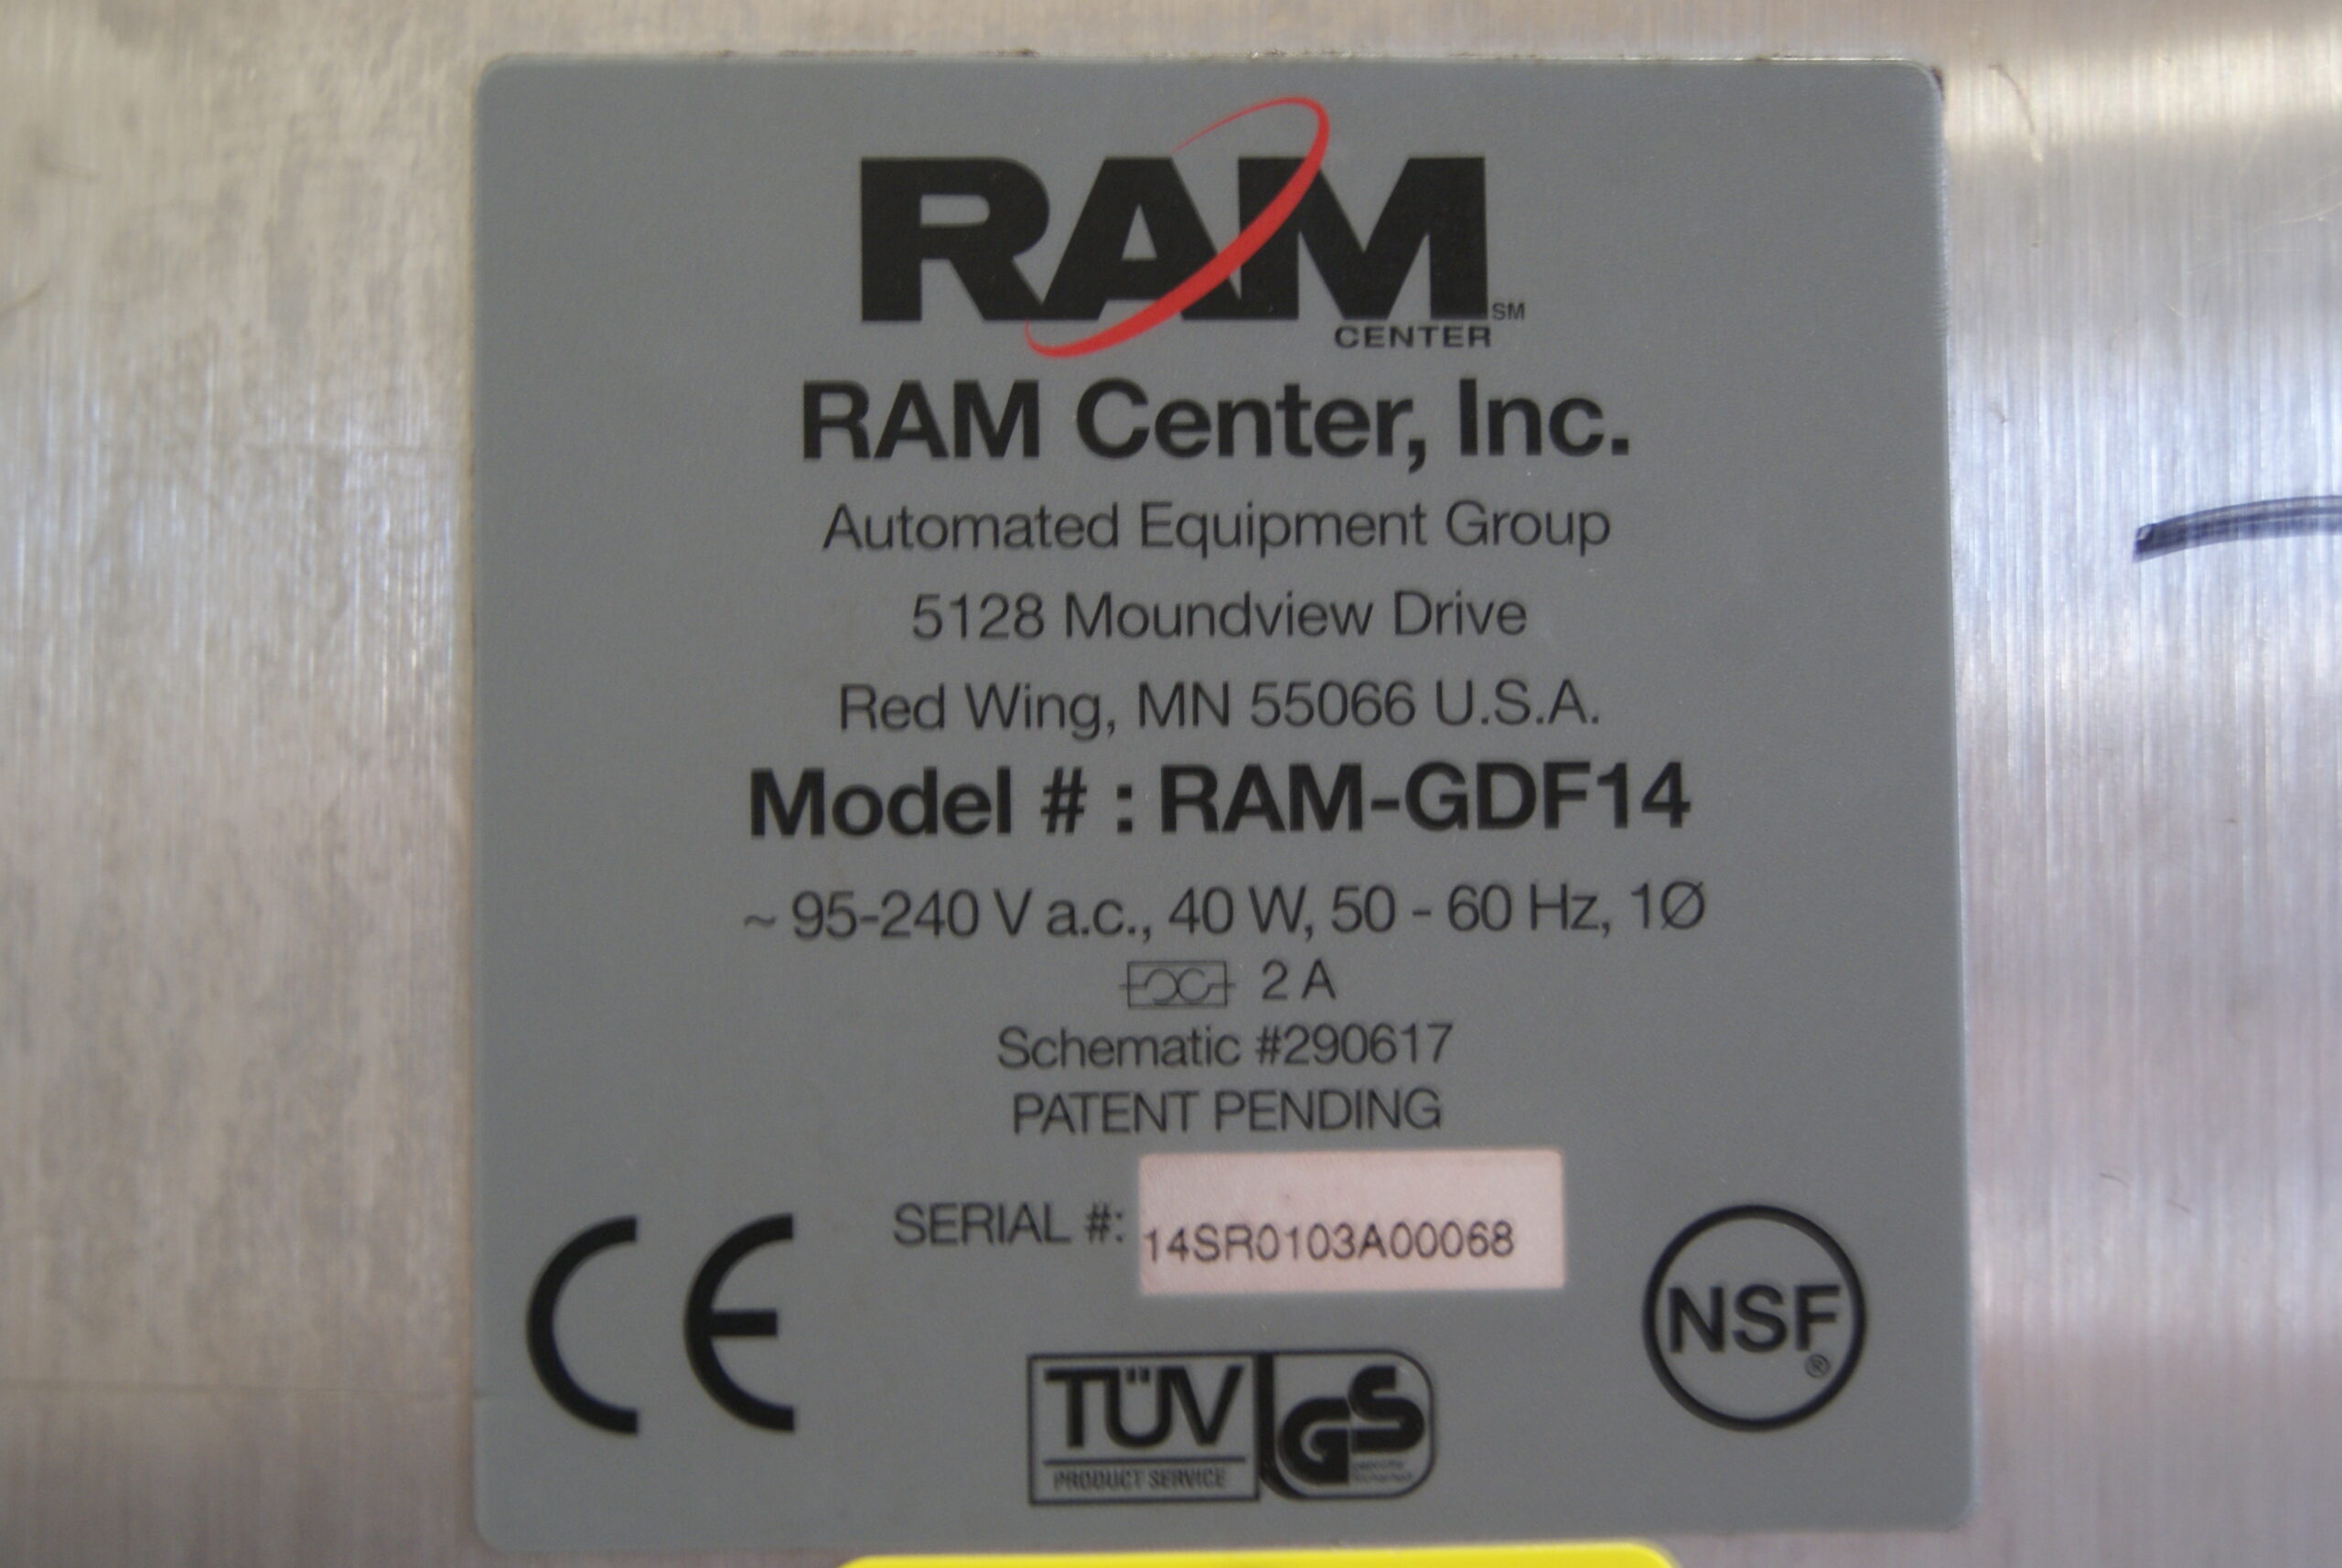 RAM SM
CENTER
RAM Center, Inc.
Automated Equipment Group
5128 Moundview Drive
Red Wing, MN 55066 U.S.A.
Model # : RAM-GDF14
~ 95-240 V a.c., 40 W, 50 - 60 Hz, 1Ø
2 A
Schematic #290617
PATENT PENDING
SERIAL #: 14SR0103A00068
CE
NSF®
TÜV GS
PRODUCT SERVICE